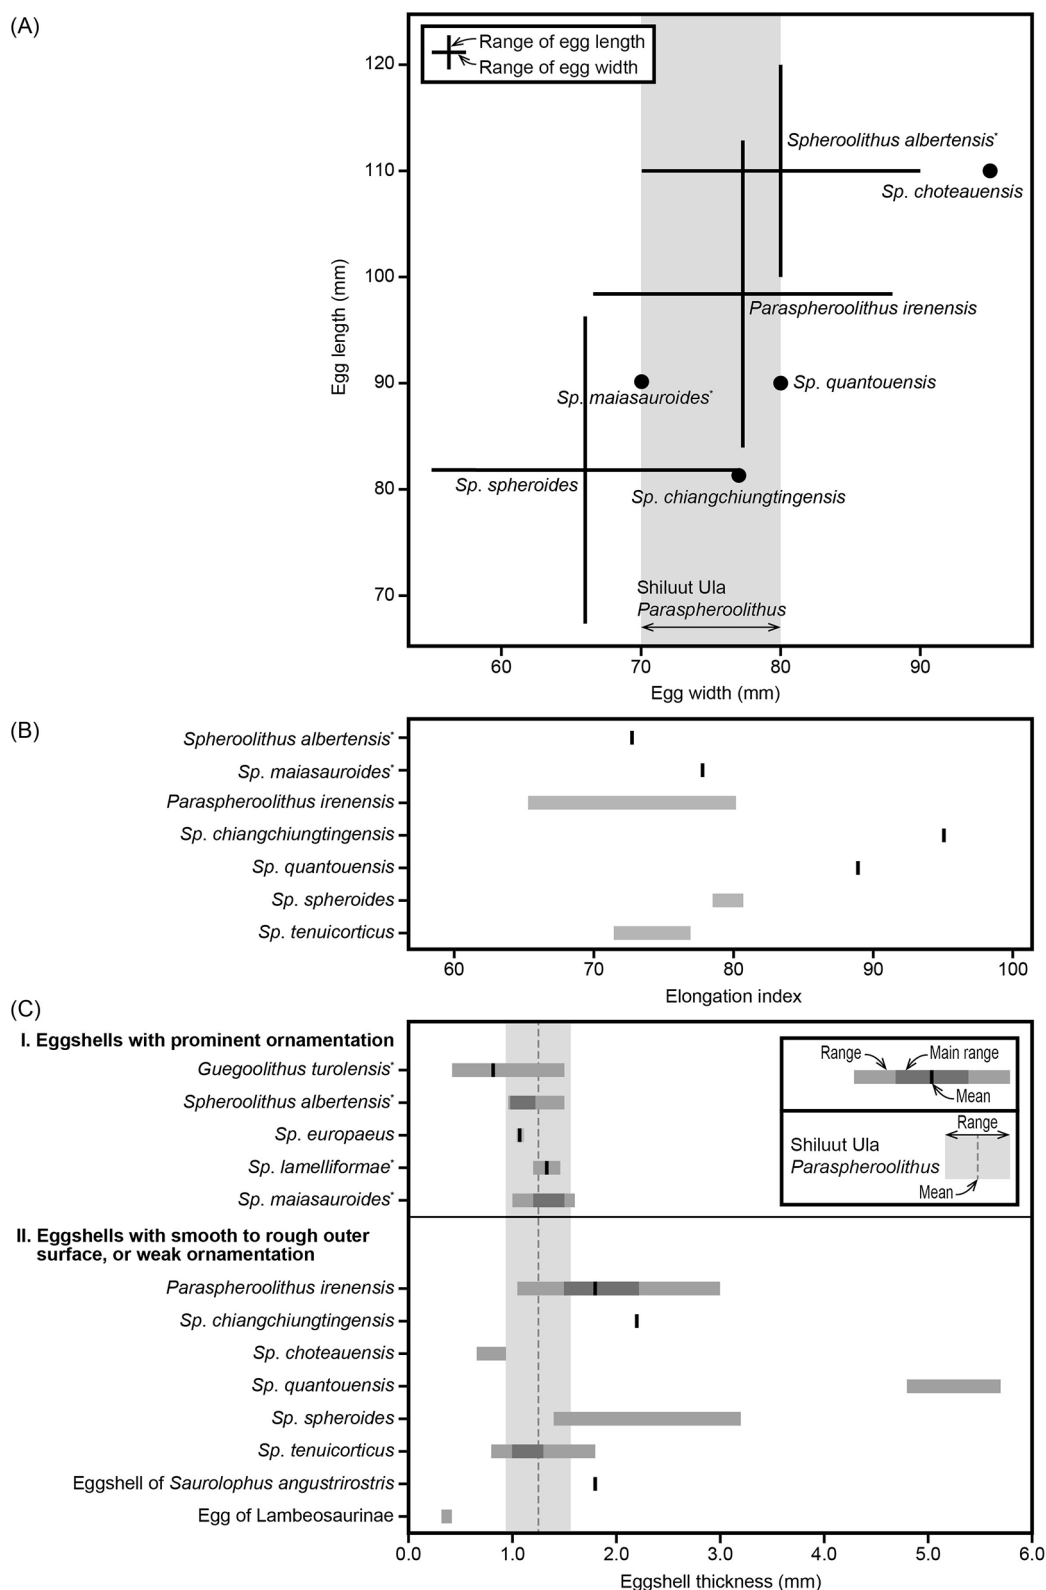 (A)
Range of egg length
Range of egg width
120
110
100
90
80
70
Egg length (mm)
Spheroolithus albertensis*
Sp. choteauensis
Paraspheroolithus irenensis
Sp. quantouensis
Sp. maiasauroides*
Sp. spheroides
Sp. chiangchiungtingensis
Shiluut Ula
Paraspheroolithus
60 70 80 90
Egg width (mm)
(B)
Spheroolithus albertensis*
Sp. maiasauroides*
Paraspheroolithus irenensis
Sp. chiangchiungtingensis
Sp. quantouensis
Sp. spheroides
Sp. tenuicorticus
60 70 80 90 100
Elongation index
(C)
I. Eggshells with prominent ornamentation
Guegoolithus turolensis*
Spheroolithus albertensis*
Sp. europaeus
Sp. lamelliformae*
Sp. maiasauroides*
Range Main range
Mean
Range
Shiluut Ula
Paraspheroolithus
Mean
II. Eggshells with smooth to rough outer
surface, or weak ornamentation
Paraspheroolithus irenensis
Sp. chiangchiungtingensis
Sp. choteauensis
Sp. quantouensis
Sp. spheroides
Sp. tenuicorticus
Eggshell of Saurolophus angustrirostris
Egg of Lambeosaurinae
0.0 1.0 2.0 3.0 4.0 5.0 6.0
Eggshell thickness (mm)